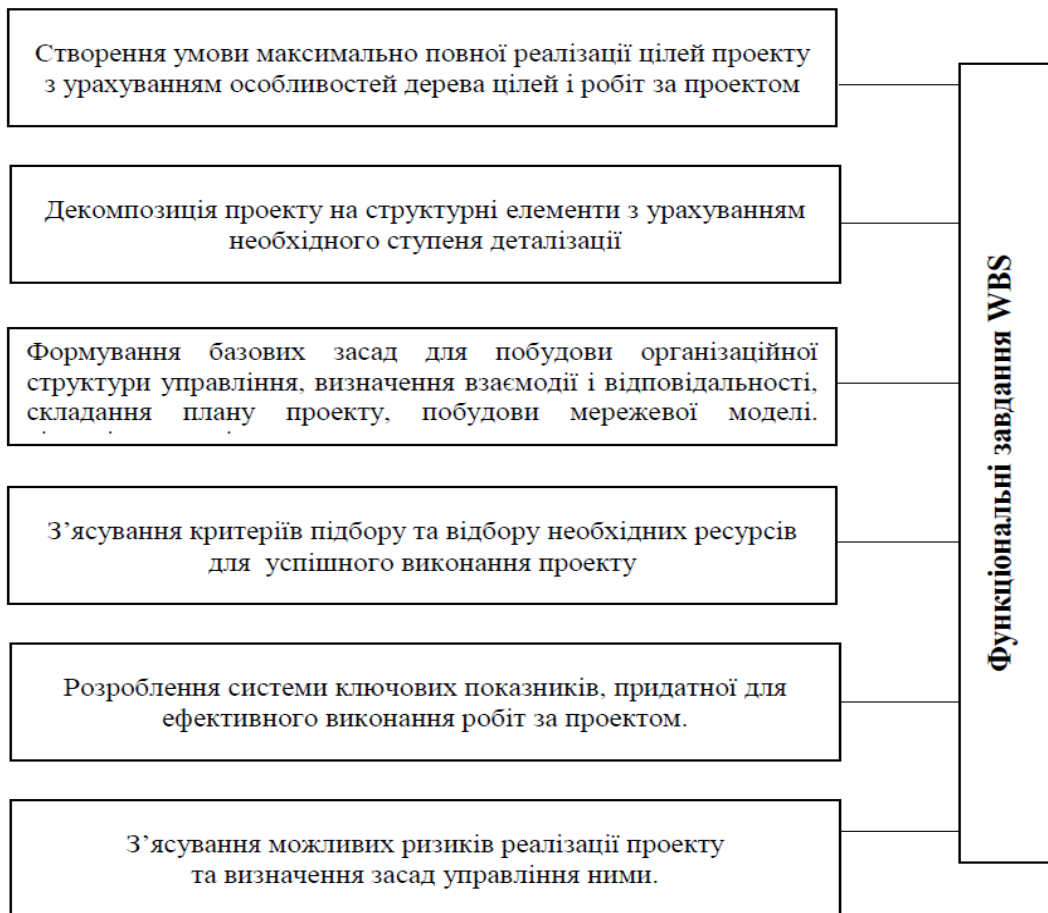 Створення умови максимально повної реалізації цілей проекту
з урахуванням особливостей дерева цілей і робіт за проектом
Декомпозиція проекту на структурні елементи з урахуванням
необхідного ступеня деталізації
Формування базових засад для побудови організаційної
структури управління, визначення взаємодії і відповідальності,
складання плану проекту, побудови мережевої моделі.
З’ясування критеріїв підбору та відбору необхідних ресурсів
для успішного виконання проекту
Розроблення системи ключових показників, придатної для
ефективного виконання робіт за проектом.
З’ясування можливих ризиків реалізації проекту
та визначення засад управління ними.
Функціональні завдання WBS